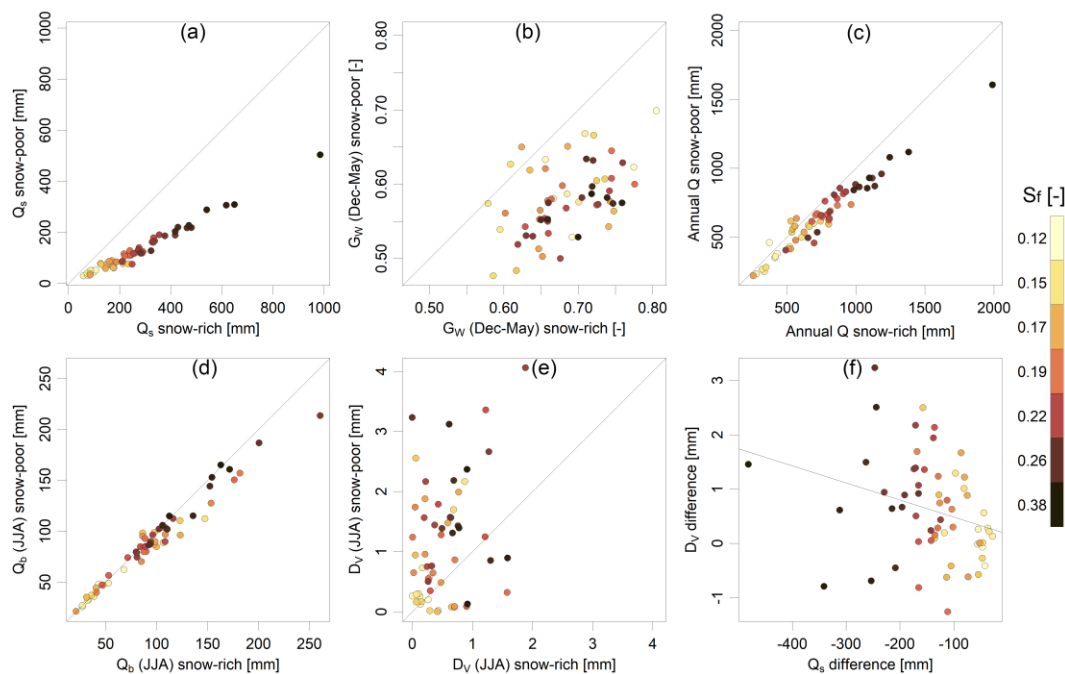 (a)
Qs snow-poor [mm]
1000
800
600
400
200
0
0 200 400 600 800 1000
Qs snow-rich [mm]
(b)
GW (Dec-May) snow-poor [-]
0.80
0.70
0.60
0.50
0.50 0.60 0.70 0.80
GW (Dec-May) snow-rich [-]
(c)
Annual Q snow-poor [mm]
2000
1500
1000
500
500 1000 1500 2000
Annual Q snow-rich [mm]
Sf [-]
0.12
0.15
0.17
0.19
0.22
0.26
0.38
(d)
Qb (JJA) snow-poor [mm]
250
200
150
100
50
50 100 150 200 250
Qb (JJA) snow-rich [mm]
(e)
DV (JJA) snow-poor [mm]
4
3
2
1
0
0 1 2 3 4
DV (JJA) snow-rich [mm]
(f)
DV difference [mm]
3
2
1
0
-1
-400 -300 -200 -100
Qs difference [mm]